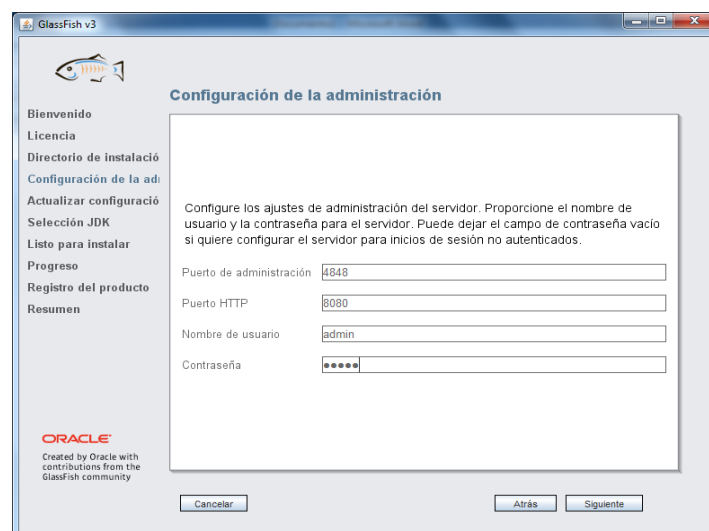 GlassFish v3
Configuración de la administración
Bienvenido
Licencia
Directorio de instalació
Configuración de la adı
Actualizar configuració
Selección JDK
Listo para instalar
Progreso
Registro del producto
Resumen
Configure los ajustes de administración del servidor. Proporcione el nombre de
usuario y la contraseña para el servidor. Puede dejar el campo de contraseña vacío
si quiere configurar el servidor para inicios de sesión no autenticados.
Puerto de administración 4848
Puerto HTTP 8080
Nombre de usuario admin
Contraseña ●●●●●
ORACLE
Created by Oracle with
contributions from the
GlassFish community
Cancelar Atrás Siguiente